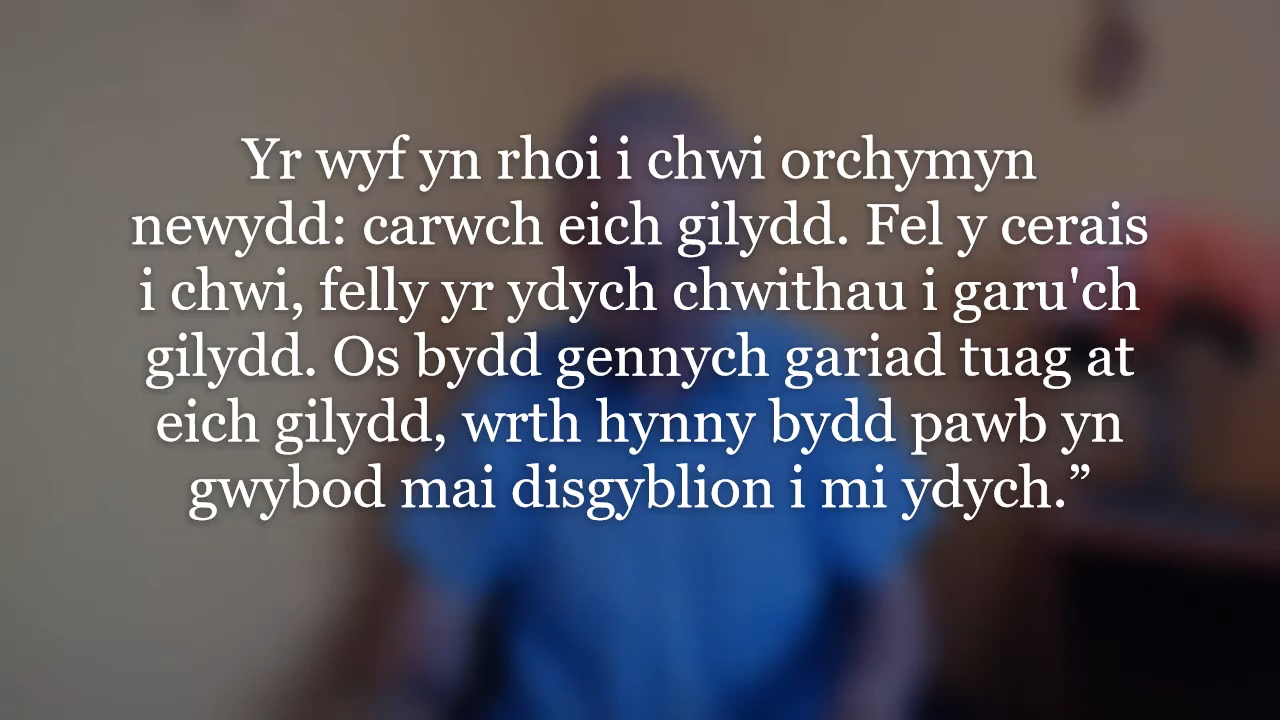 Yr wyf yn rhoi i chwi orchymyn
newydd: carwch eich gilydd. Fel y cerais
i chwi, felly yr ydych chwithau i garu'ch
gilydd. Os bydd gennych gariad tuag at
eich gilydd, wrth hynny bydd pawb yn
gwybod mai disgyblion i mi ydych.”